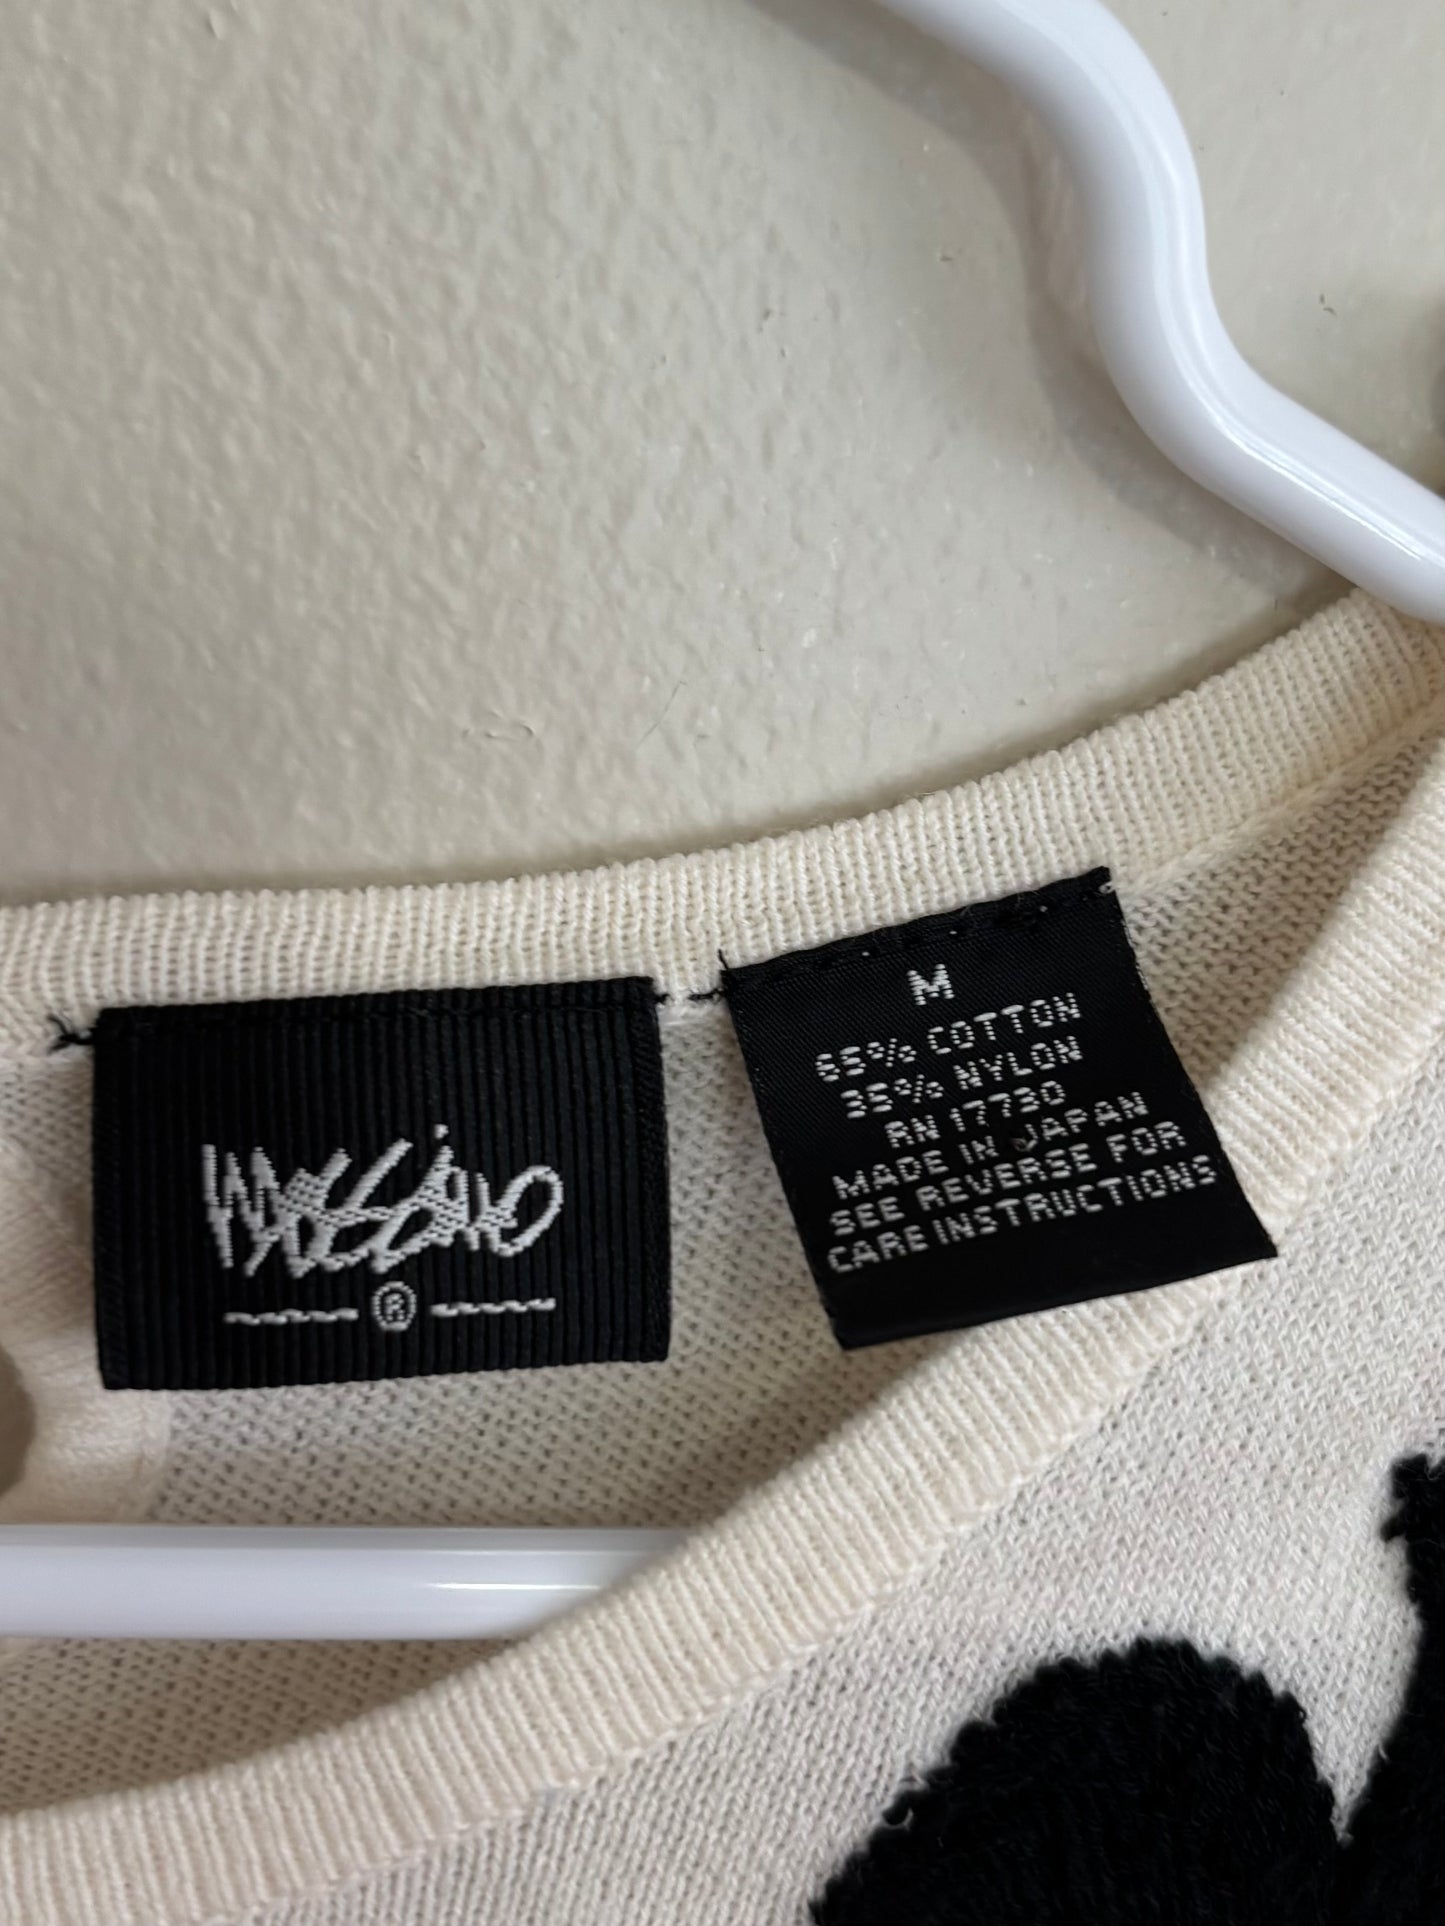 Mossimo
®
M
65% COTTON
35% NYLON
RN 17730
MADE IN JAPAN
SEE REVERSE FOR
CARE INSTRUCTIONS